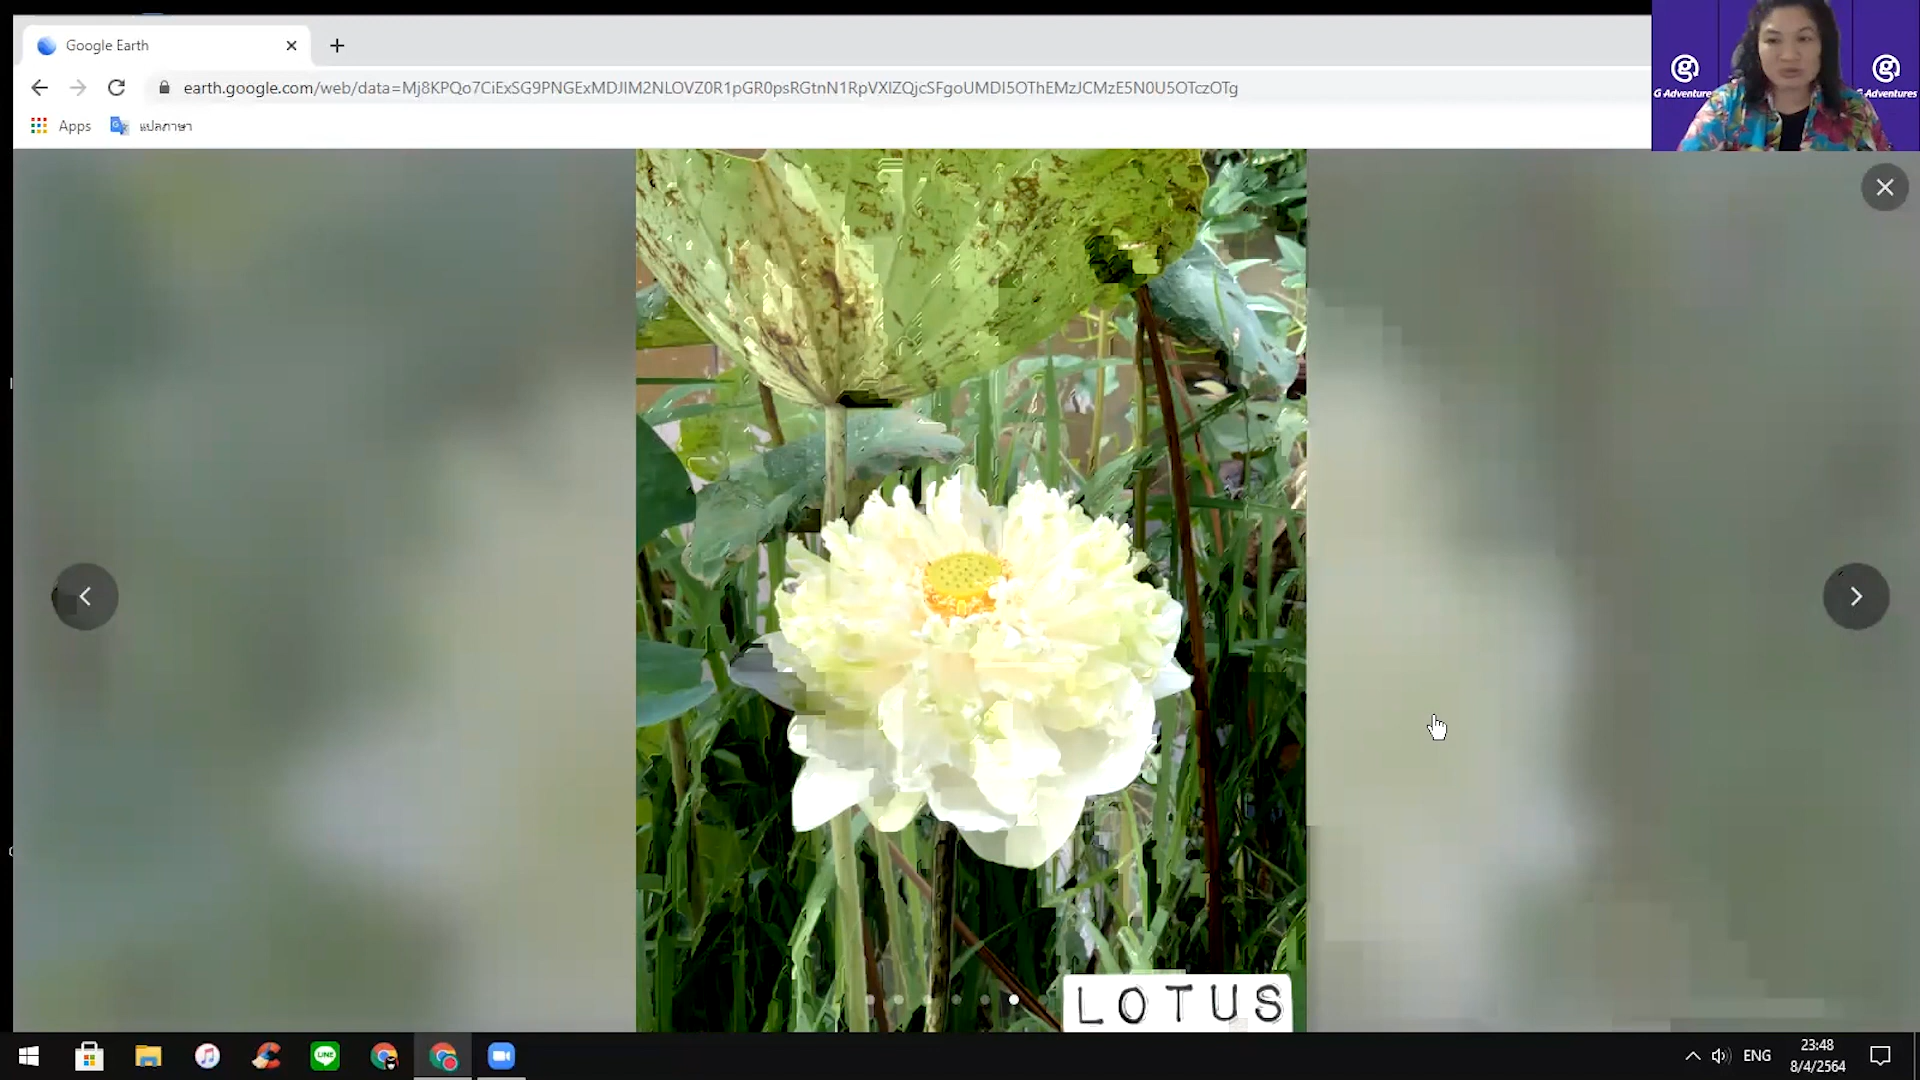 Google Earth
earth.google.com/web/data=Mj8KPQo7CiExSG9PNGExMDJIM2NLOVZ0R1pGR0psRGtnN1RpVXlZQjcSFgoUMDI5OThEMzJCMzE5N0U5OTczOTg
Apps
แปลภาษา
G Adventures
G Adventures
LOTUS
LINE
ENG
23:48
8/4/2564